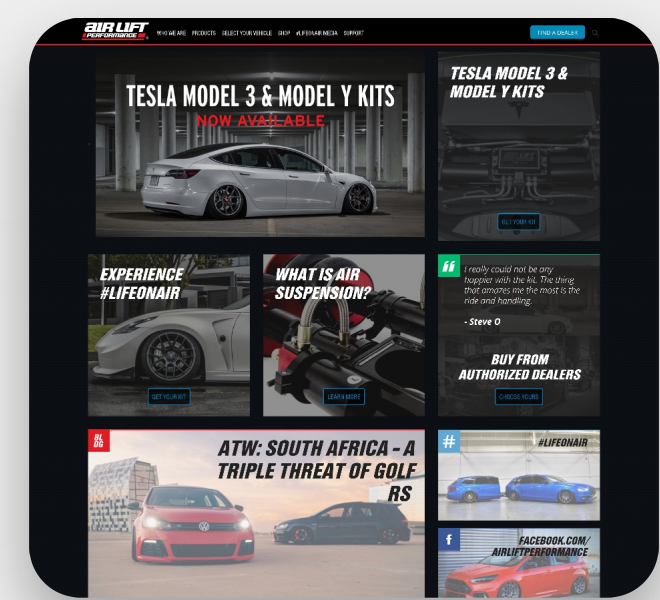 AIR LIFT
PERFORMANCE
WHO WE ARE PRODUCTS SELECT YOUR VEHICLE SHOP #LIFEONAIR MEDIA SUPPORT
FIND A DEALER
TESLA MODEL 3 & MODEL Y KITS
NOW AVAILABLE
TESLA MODEL 3 &
MODEL Y KITS
GET YOUR KIT
EXPERIENCE
#LIFEONAIR
GET YOUR KIT
WHAT IS AIR
SUSPENSION?
LEARN MORE
I really could not be any
happier with the kit. The thing
that amazes me the most is the
ride and handling.
- Steve O
BUY FROM
AUTHORIZED DEALERS
CHOOSE YOURS
BL
OG
ATW: SOUTH AFRICA – A
TRIPLE THREAT OF GOLF
RS
#
#LIFEONAIR
f
FACEBOOK.COM/
AIRLIFTPERFORMANCE